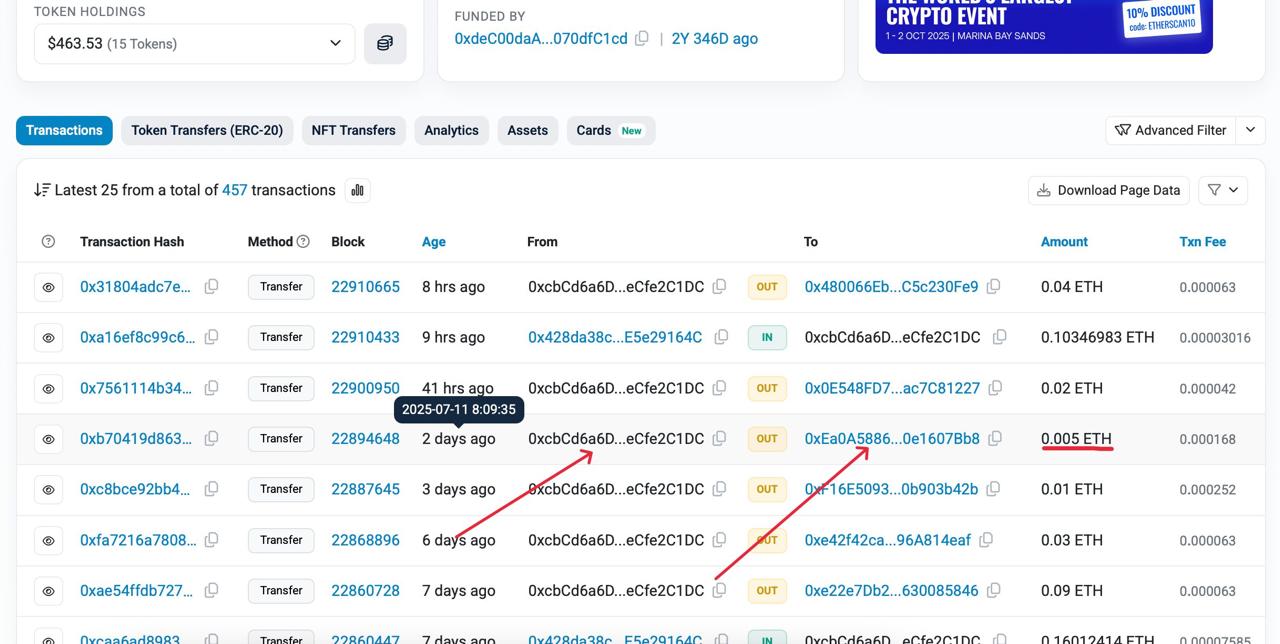 TOKEN HOLDINGS
$463.53 (15 Tokens)
FUNDED BY
0xdeC00daA...070dfC1cd | 2Y 346D ago
CRYPTO EVENT
1 - 2 OCT 2025 | MARINA BAY SANDS
10% DISCOUNT
code: ETHERSCAN10
Transactions Token Transfers (ERC-20) NFT Transfers Analytics Assets Cards New Advanced Filter
Latest 25 from a total of 457 transactions Download Page Data
Transaction Hash Method Block Age From To Amount Txn Fee
0x31804adc7e... Transfer 22910665 8 hrs ago 0xcbCd6a6D...eCfe2C1DC OUT 0x480066Eb...C5c230Fe9 0.04 ETH 0.000063
0xa16ef8c99c6... Transfer 22910433 9 hrs ago 0x428da38c...E5e29164C IN 0xcbCd6a6D...eCfe2C1DC 0.10346983 ETH 0.00003016
0x7561114b34... Transfer 22900950 41 hrs ago 0xcbCd6a6D...eCfe2C1DC OUT 0x0E548FD7...ac7C81227 0.02 ETH 0.000042
2025-07-11 8:09:35
0xb70419d863... Transfer 22894648 2 days ago 0xcbCd6a6D...eCfe2C1DC OUT 0xEa0A5886...0e1607Bb8 0.005 ETH 0.000168
0xc8bce92bb4... Transfer 22887645 3 days ago 0xcbCd6a6D...eCfe2C1DC OUT 0xF16E5093...0b903b42b 0.01 ETH 0.000252
0xfa7216a7808... Transfer 22868896 6 days ago 0xcbCd6a6D...eCfe2C1DC OUT 0xe42f42ca...96A814eaf 0.03 ETH 0.000063
0xae54ffdb727... Transfer 22860728 7 days ago 0xcbCd6a6D...eCfe2C1DC OUT 0xe22e7Db2...630085846 0.09 ETH 0.000063
0xcaa6ad8983... Transfer 22860447 7 days ago 0x428da38c...E5e29164C IN 0xcbCd6a6D...eCfe2C1DC 0.16012414 ETH 0.00007585